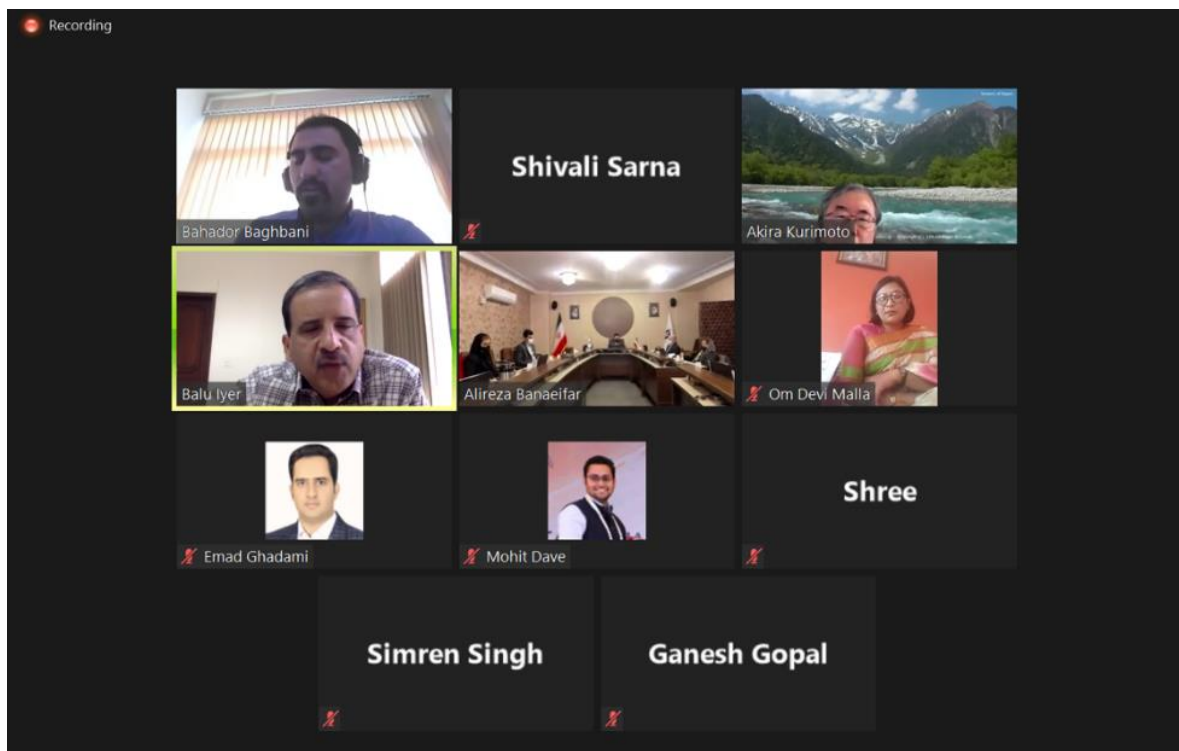 Recording
Bahador Baghbani
Shivali Sarna
Akira Kurimoto
Balu Iyer
Alireza Banaeifar
Om Devi Malla
Emad Ghadami
Mohit Dave
Shree
Simren Singh
Ganesh Gopal